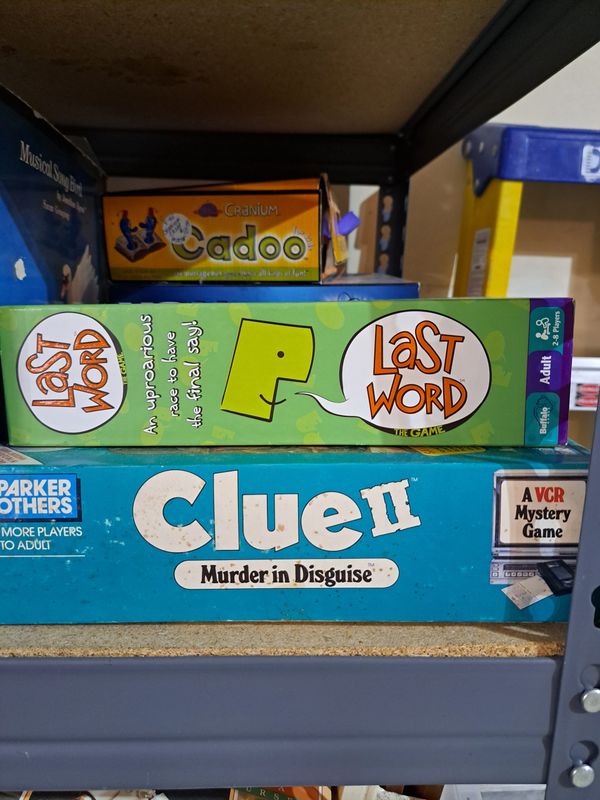 Musical Song Bird
CRANIUM
Cadoo
all kinds of fun!
LAST
WORD
THE GAME
An uproarious
race to have
the final say!
LAST
WORD
THE GAME
2-8 Players
Adult
Buffalo
PARKER
OTHERS
MORE PLAYERS
TO ADULT
Clue II
Murder in Disguise
A VCR
Mystery
Game